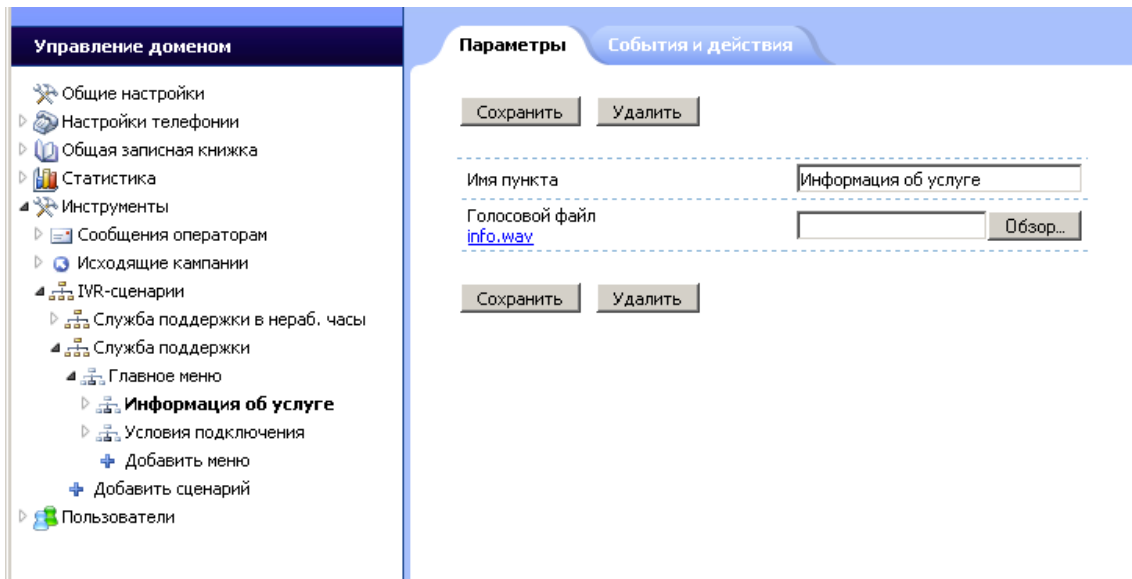 Управление доменом
Общие настройки
Настройки телефонии
Общая записная книжка
Статистика
Инструменты
Сообщения операторам
Исходящие кампании
IVR-сценарии
Служба поддержки в нераб. часы
Служба поддержки
Главное меню
Информация об услуге
Условия подключения
Добавить меню
Добавить сценарий
Пользователи
Параметры
События и действия
Сохранить
Удалить
Имя пункта
Информация об услуге
Голосовой файл
info.wav
Обзор...
Сохранить
Удалить